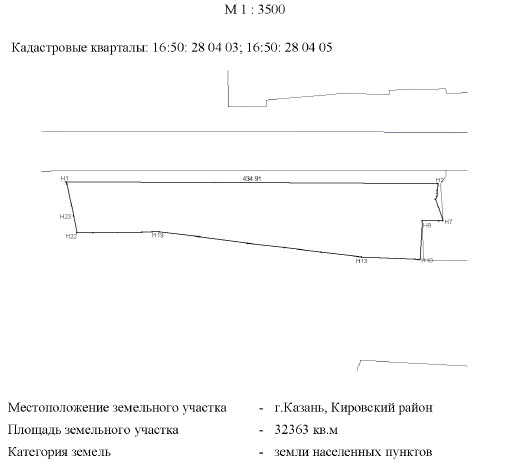 М 1 : 3500
Кадастровые кварталы: 16:50: 28 04 03; 16:50: 28 04 05
Н1 434.91 Н2
Н23 Н7
Н9
Н22 Н19
Н13 Н10
Местоположение земельного участка - г.Казань, Кировский район
Площадь земельного участка - 32363 кв.м
Категория земель - земли населенных пунктов